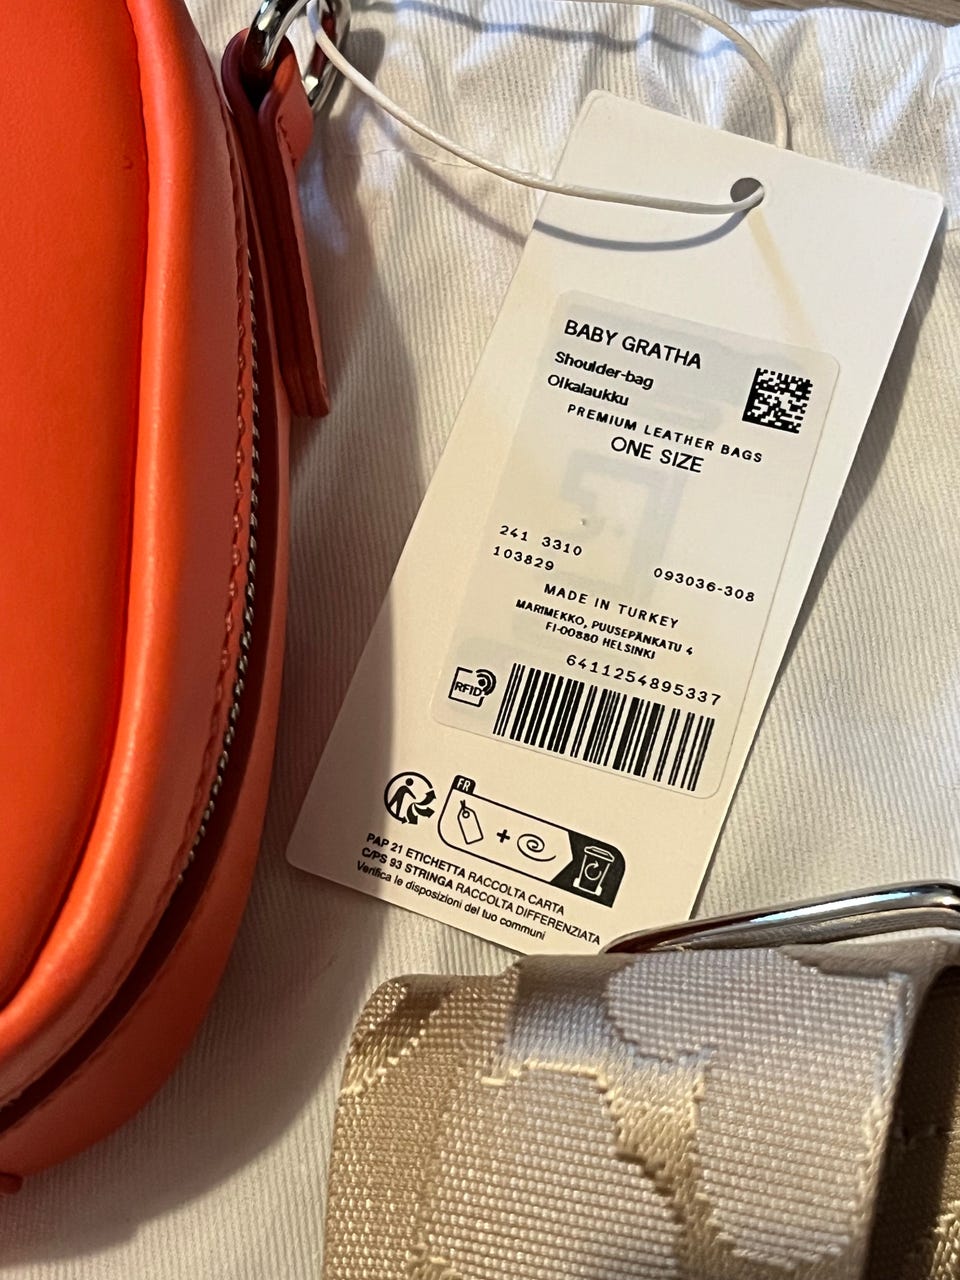 BABY GRATHA
Shoulder-bag
Olkalaukku
PREMIUM LEATHER BAGS
ONE SIZE
241 3310
103829
093036-308
MADE IN TURKEY
MARIMEKKO, PUUSEPÄNKATU 4
FI-00880 HELSINKI
6411254895337
RFID
FR
PAP 21 ETICHETTA RACCOLTA CARTA
C/PS 93 STRINGA RACCOLTA DIFFERENZIATA
Verifica le disposizioni del tuo communi